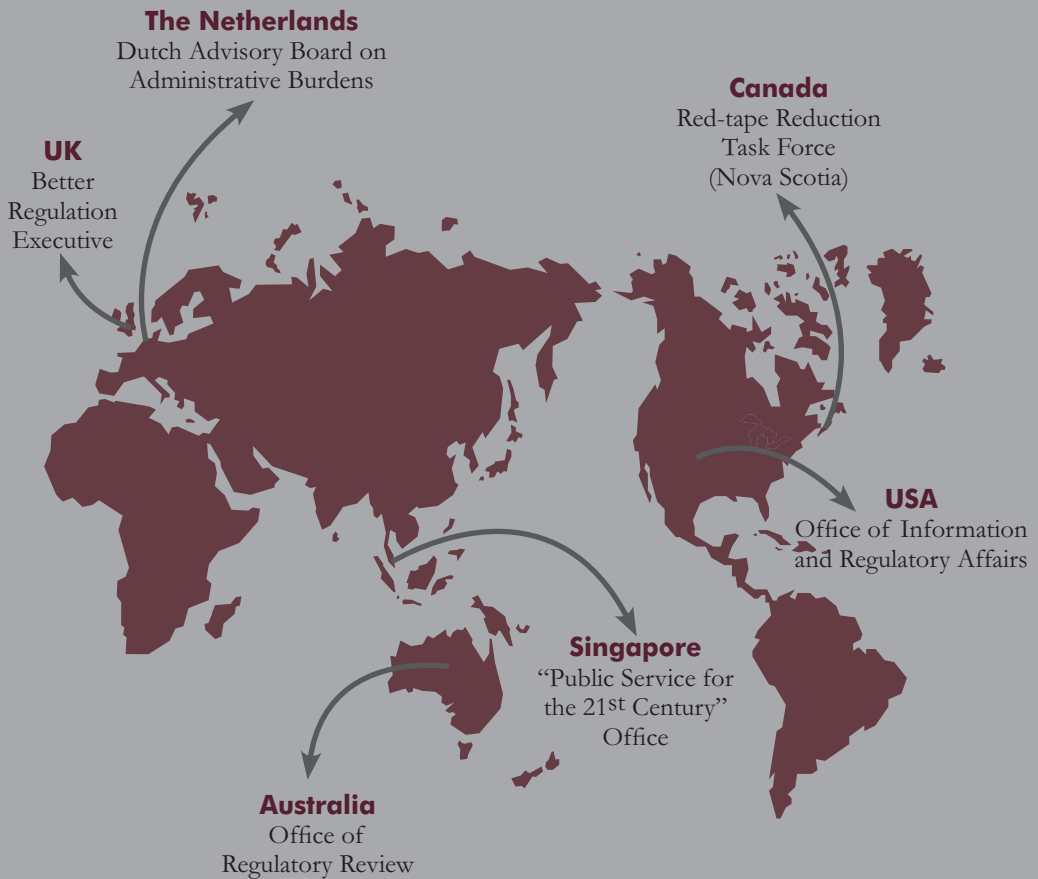 The Netherlands
Dutch Advisory Board on
Administrative Burdens
Canada
Red-tape Reduction
Task Force
(Nova Scotia)
UK
Better
Regulation
Executive
USA
Office of Information
and Regulatory Affairs
Singapore
“Public Service for
the 21st Century”
Office
Australia
Office of
Regulatory Review